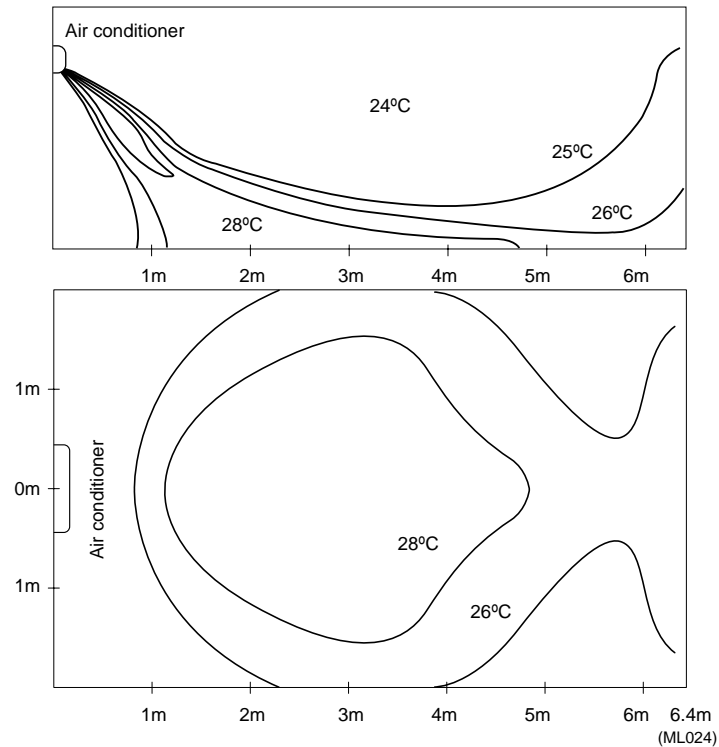 Air conditioner
24ºC
25ºC
26ºC
28ºC
1m 2m 3m 4m 5m 6m
1m
0m
Air conditioner
28ºC
26ºC
1m
1m 2m 3m 4m 5m 6m 6.4m
(ML024)